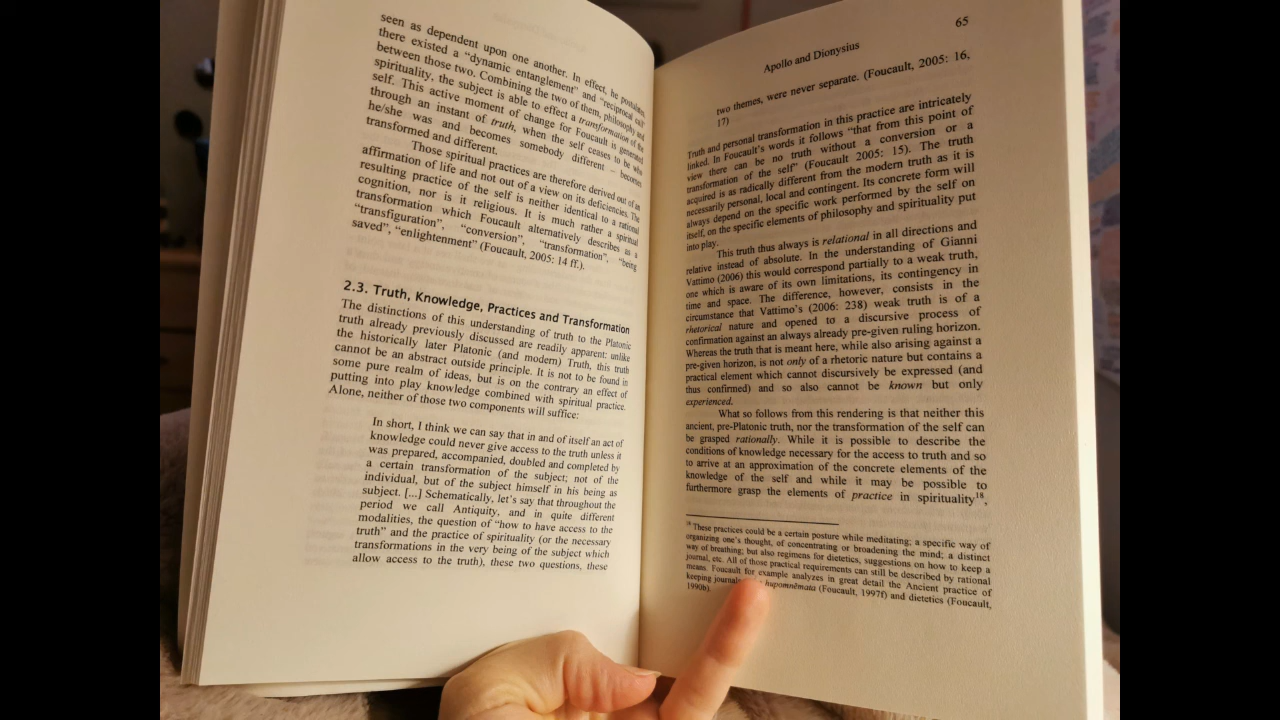 seen as dependent upon one another. In effect, he postulates
there existed a "dynamic entanglement" and "reciprocal call"
between those two. Combining the two of them, philosophy and
spirituality, the subject is able to effect a transformation of the
self. This active moment of change for Foucault is generated
through an instant of truth, when the self ceases to be who
he/she was and becomes somebody different – becomes
transformed and different.
Those spiritual practices are therefore derived out of an
affirmation of life and not out of a view on its deficiencies. The
resulting practice of the self is neither identical to a rational
cognition, nor is it religious. It is much rather a spiritual
transformation which Foucault alternatively describes as a
"transfiguration", "conversion", "transformation", "being
saved", "enlightenment" (Foucault, 2005: 14 ff.).
2.3. Truth, Knowledge, Practices and Transformation
The distinctions of this understanding of truth to the Platonic
truth already previously discussed are readily apparent: unlike
the historically later Platonic (and modern) Truth, this truth
cannot be an abstract outside principle. It is not to be found in
some pure realm of ideas, but is on the contrary an effect of
putting into play knowledge combined with spiritual practice.
Alone, neither of those two components will suffice:
In short, I think we can say that in and of itself an act of
knowledge could never give access to the truth unless it
was prepared, accompanied, doubled and completed by
a certain transformation of the subject; not of the
individual, but of the subject himself in his being as
subject. [...] Schematically, let's say that throughout the
period we call Antiquity, and in quite different
modalities, the question of "how to have access to the
truth" and the practice of spirituality (or the necessary
transformations in the very being of the subject which
allow access to the truth), these two questions, these
65
Apollo and Dionysius
two themes, were never separate. (Foucault, 2005: 16,
17)
Truth and personal transformation in this practice are intricately
linked. In Foucault's words it follows "that from this point of
view there can be no truth without a conversion or a
transformation of the self" (Foucault 2005: 15). The truth
acquired is as radically different from the modern truth as it is
necessarily personal, local and contingent. Its concrete form will
always depend on the specific work performed by the self on
itself, on the specific elements of philosophy and spirituality put
into play.
This truth thus always is relational in all directions and
relative instead of absolute. In the understanding of Gianni
Vattimo (2006) this would correspond partially to a weak truth,
one which is aware of its own limitations, its contingency in
time and space. The difference, however, consists in the
circumstance that Vattimo's (2006: 238) weak truth is of a
rhetorical nature and opened to a discursive process of
confirmation against an always already pre-given ruling horizon.
Whereas the truth that is meant here, while also arising against a
pre-given horizon, is not only of a rhetoric nature but contains a
practical element which cannot discursively be expressed (and
thus confirmed) and so also cannot be known but only
experienced.
What so follows from this rendering is that neither this
ancient, pre-Platonic truth, nor the transformation of the self can
be grasped rationally. While it is possible to describe the
conditions of knowledge necessary for the access to truth and so
to arrive at an approximation of the concrete elements of the
knowledge of the self and while it may be possible to
furthermore grasp the elements of practice in spirituality¹⁸,
¹⁸ These practices could be a certain posture while meditating; a specific way of
organizing one's thought, of concentrating or broadening the mind; a distinct
way of breathing; but also regimens for dietetics, suggestions on how to keep a
journal, etc. All of those practical requirements can still be described by rational
means. Foucault for example analyzes in great detail the Ancient practice of
keeping journals hupomnēmata (Foucault, 1997f) and dietetics (Foucault,
1990b).